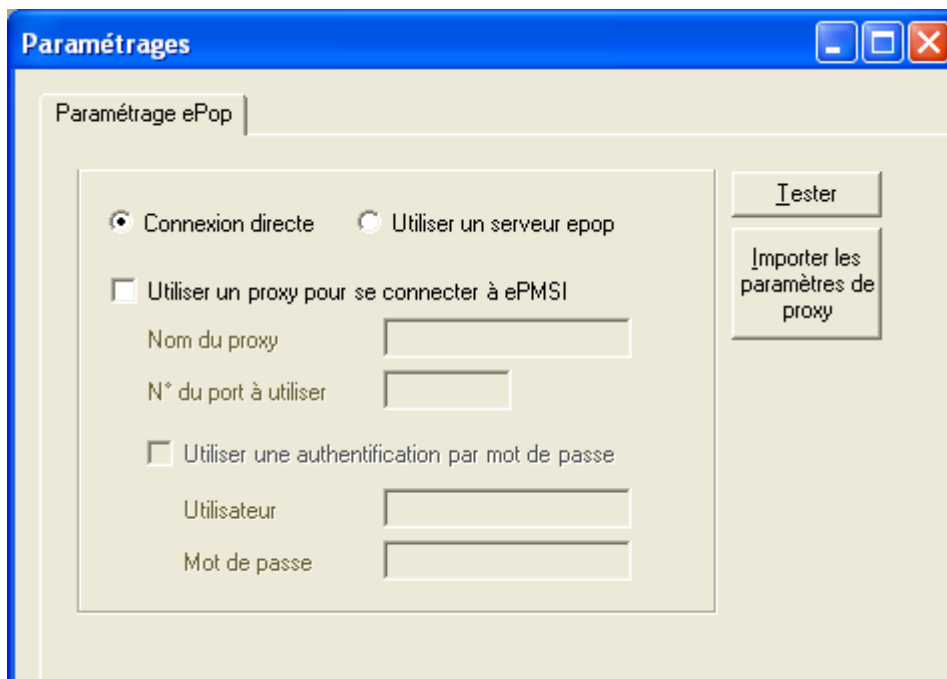 Paramétrages
Paramétrage ePop
Connexion directe
Utiliser un serveur epop
Tester
Importer les
paramètres de
proxy
Utiliser un proxy pour se connecter à ePMSI
Nom du proxy
N° du port à utiliser
Utiliser une authentification par mot de passe
Utilisateur
Mot de passe